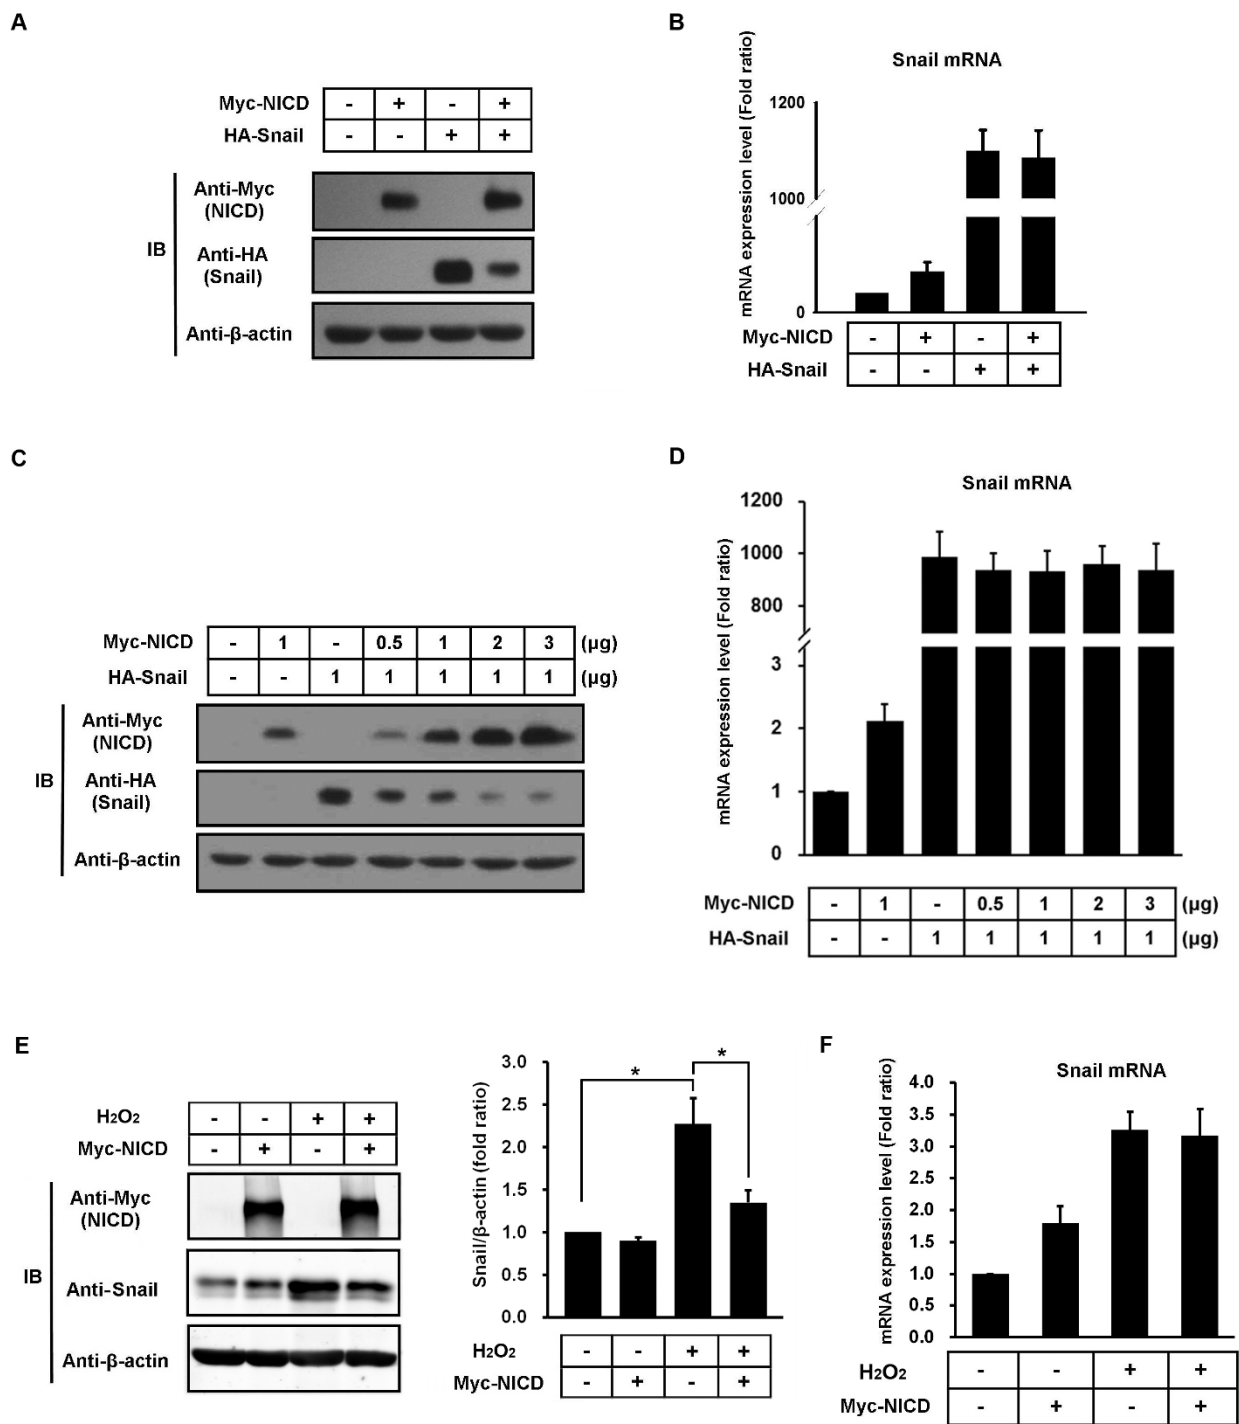 A
Myc-NICD - + - +
HA-Snail - - + +
IB
Anti-Myc
(NICD)
Anti-HA
(Snail)
Anti-β-actin
B
Snail mRNA
mRNA expression level (Fold ratio)
1200
1000
0
Myc-NICD - + - +
HA-Snail - - + +
C
Myc-NICD - 1 - 0.5 1 2 3 (µg)
HA-Snail - - 1 1 1 1 1 (µg)
IB
Anti-Myc
(NICD)
Anti-HA
(Snail)
Anti-β-actin
D
Snail mRNA
mRNA expression level (Fold ratio)
1200
1000
800
3
2
1
0
Myc-NICD - 1 - 0.5 1 2 3 (µg)
HA-Snail - - 1 1 1 1 1 (µg)
E
H2O2 - - + +
Myc-NICD - + - +
IB
Anti-Myc
(NICD)
Anti-Snail
Anti-β-actin
Snail/β-actin (fold ratio)
3.0
2.5
2.0
1.5
1.0
0.5
0.0
*
*
H2O2 - - + +
Myc-NICD - + - +
F
Snail mRNA
mRNA expression level (Fold ratio)
4.0
3.5
3.0
2.5
2.0
1.5
1.0
0.5
0.0
H2O2 - - + +
Myc-NICD - + - +